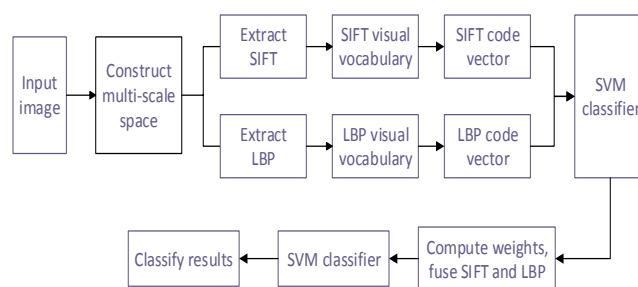 Input
image
Construct
multi-scale
space
Extract
SIFT
SIFT visual
vocabulary
SIFT code
vector
Extract
LBP
LBP visual
vocabulary
LBP code
vector
SVM
classifier
Compute weights,
fuse SIFT and LBP
SVM classifier
Classify results